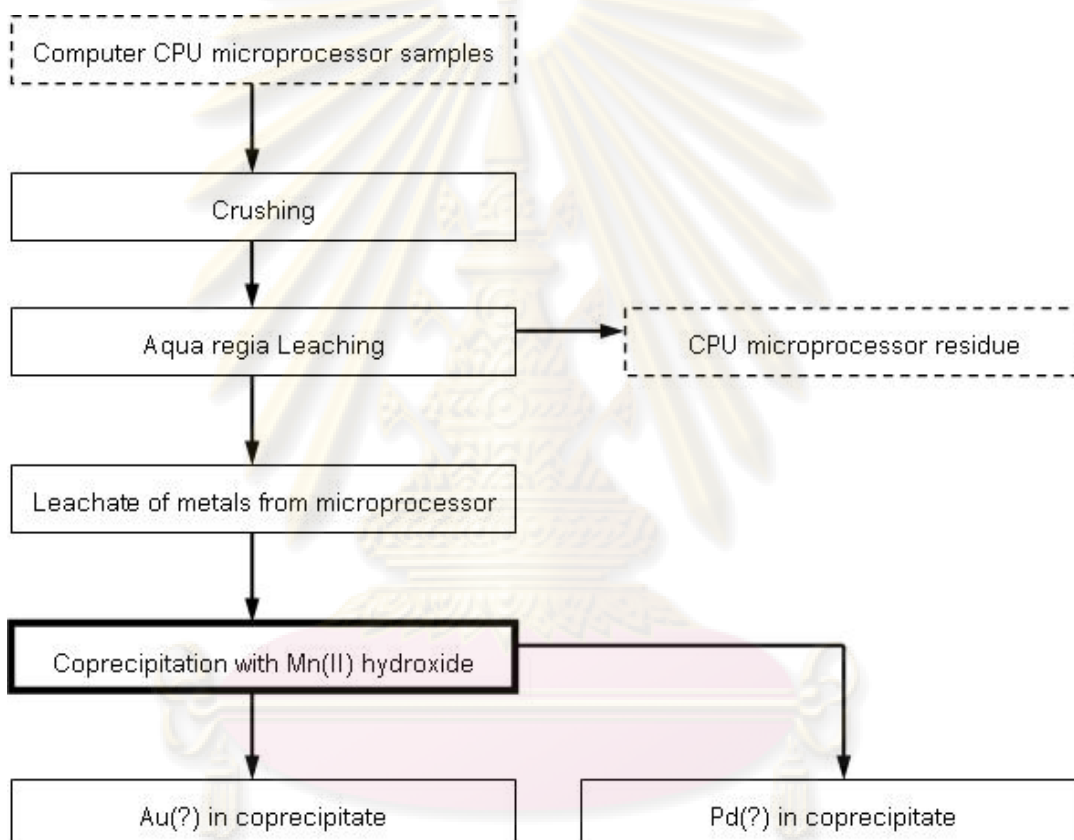 Computer CPU microprocessor samples
Crushing
Aqua regia Leaching
CPU microprocessor residue
Leachate of metals from microprocessor
Coprecipitation with Mn(II) hydroxide
Au(?) in coprecipitate
Pd(?) in coprecipitate